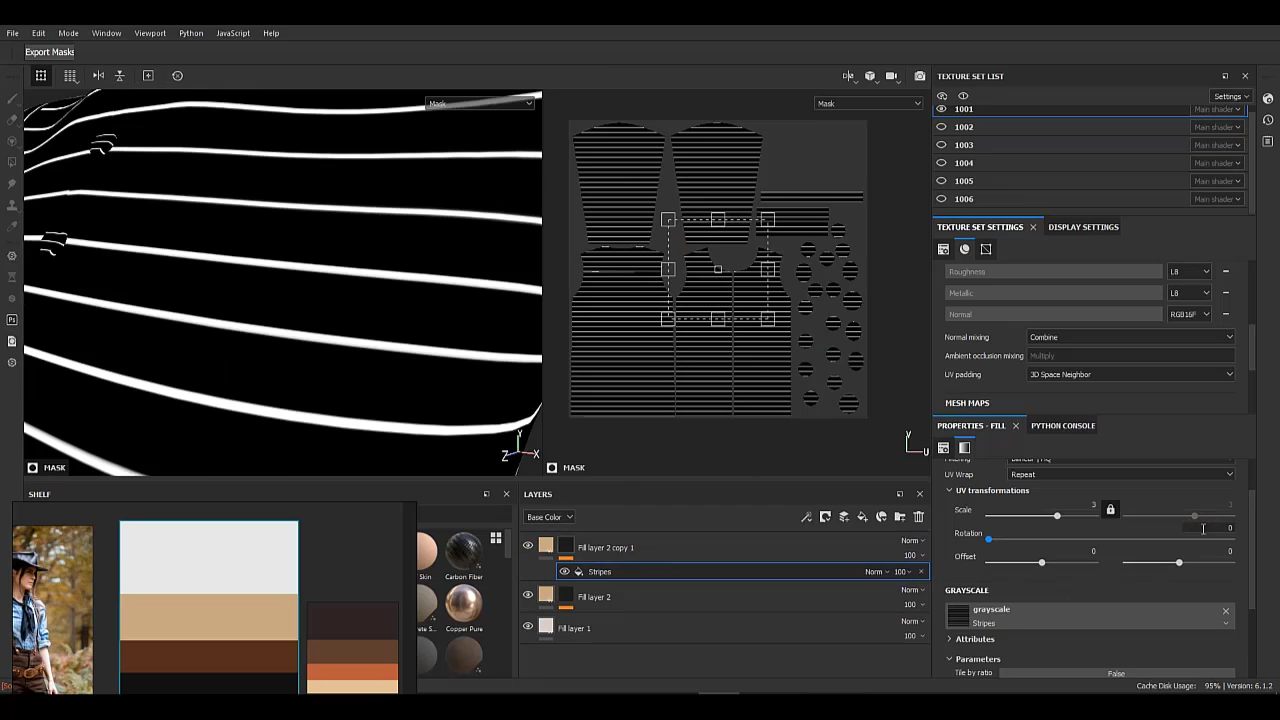 File Edit Mode Window Viewport Python JavaScript Help
Export Masks
Mask
Mask
TEXTURE SET LIST
Settings
1001 Main shader
1002 Main shader
1003 Main shader
1004 Main shader
1005 Main shader
1006 Main shader
TEXTURE SET SETTINGS DISPLAY SETTINGS
Roughness L8
Metallic L8
Normal RGB16F
Normal mixing Combine
Ambient occlusion mixing Multiply
UV padding 3D Space Neighbor
MESH MAPS
PROPERTIES - FILL PYTHON CONSOLE
UV Wrap Repeat
UV transformations
Scale 3 1
Rotation 0
Offset 0 0
GRAYSCALE
grayscale
Stripes
Attributes
Parameters
Tile by ratio False
Y
Z X
V
U
MASK
MASK
SHELF
Skin Carbon Fiber
Copper Pure
LAYERS
Base Color
Fill layer 2 copy 1 Norm
100
Stripes Norm 100
Fill layer 2 Norm
100
Fill layer 1 Norm
100
Cache Disk Usage: 95% | Version: 6.1.2